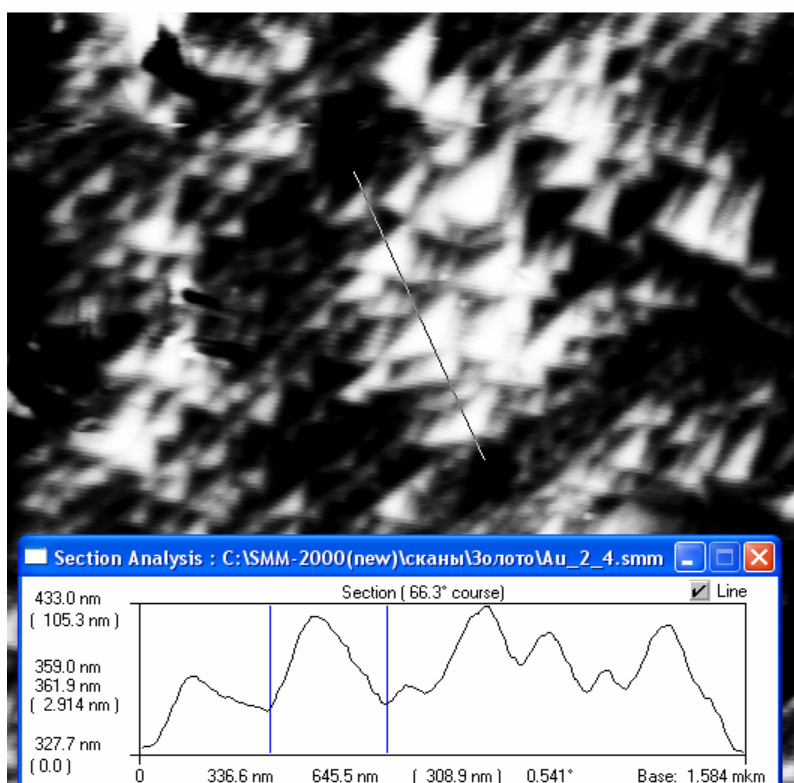 Section Analysis : C:\SMM-2000(new)\сканы\Золото\Au_2_4.smm
Section ( 66.3° course)
Line
433.0 nm
( 105.3 nm )
359.0 nm
361.9 nm
( 2.914 nm )
327.7 nm
( 0.0 )
0 336.6 nm 645.5 nm ( 308.9 nm ) 0.541° Base: 1.584 mkm